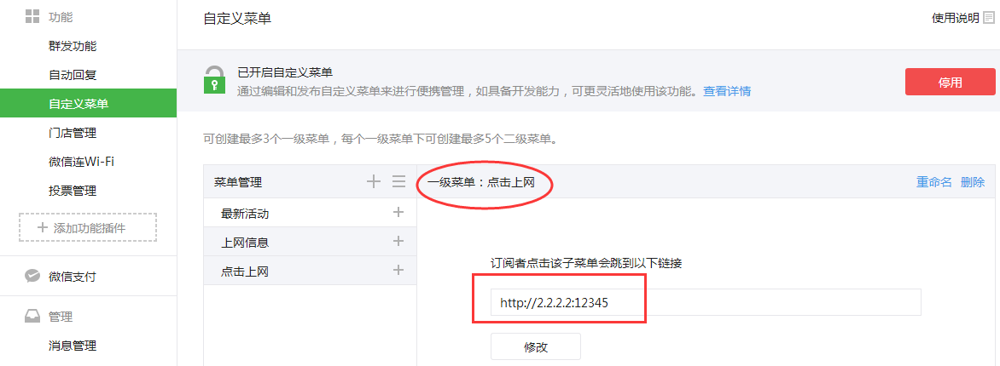 功能
群发功能
自动回复
自定义菜单
门店管理
微信连Wi-Fi
投票管理
添加功能插件
微信支付
管理
消息管理
自定义菜单
使用说明
已开启自定义菜单
通过编辑和发布自定义菜单来进行便携管理，如具备开发能力，可更灵活地使用该功能。查看详情
停用
可创建最多3个一级菜单，每个一级菜单下可创建最多5个二级菜单。
菜单管理
最新活动
上网信息
点击上网
一级菜单：点击上网
重命名 删除
订阅者点击该子菜单会跳到以下链接
http://2.2.2.2:12345
修改